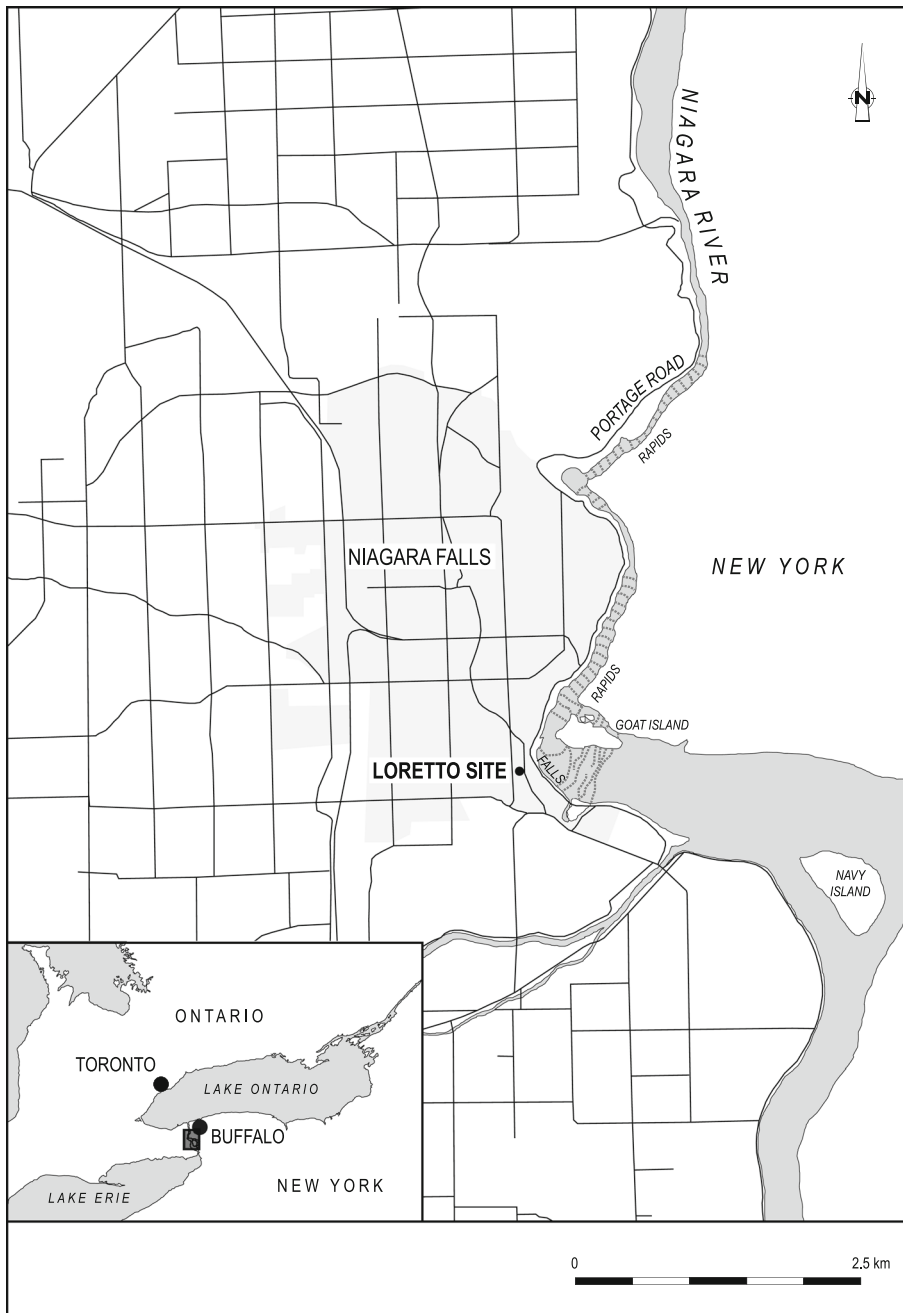 N
NIAGARA RIVER
PORTAGE ROAD
RAPIDS
NIAGARA FALLS
NEW YORK
RAPIDS
GOAT ISLAND
LORETTO SITE
FALLS
NAVY
ISLAND
ONTARIO
TORONTO
LAKE ONTARIO
BUFFALO
NEW YORK
LAKE ERIE
0
2.5 km